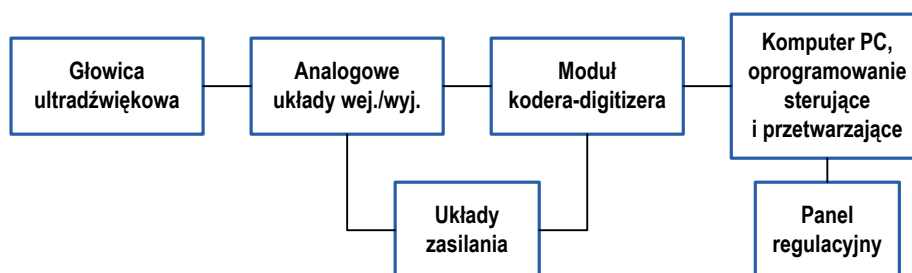 Głowica
ultradźwiękowa
Analogowe
układy wej./wyj.
Moduł
kodera-digitizera
Komputer PC,
oprogramowanie
sterujące
i przetwarzające
Układy
zasilania
Panel
regulacyjny